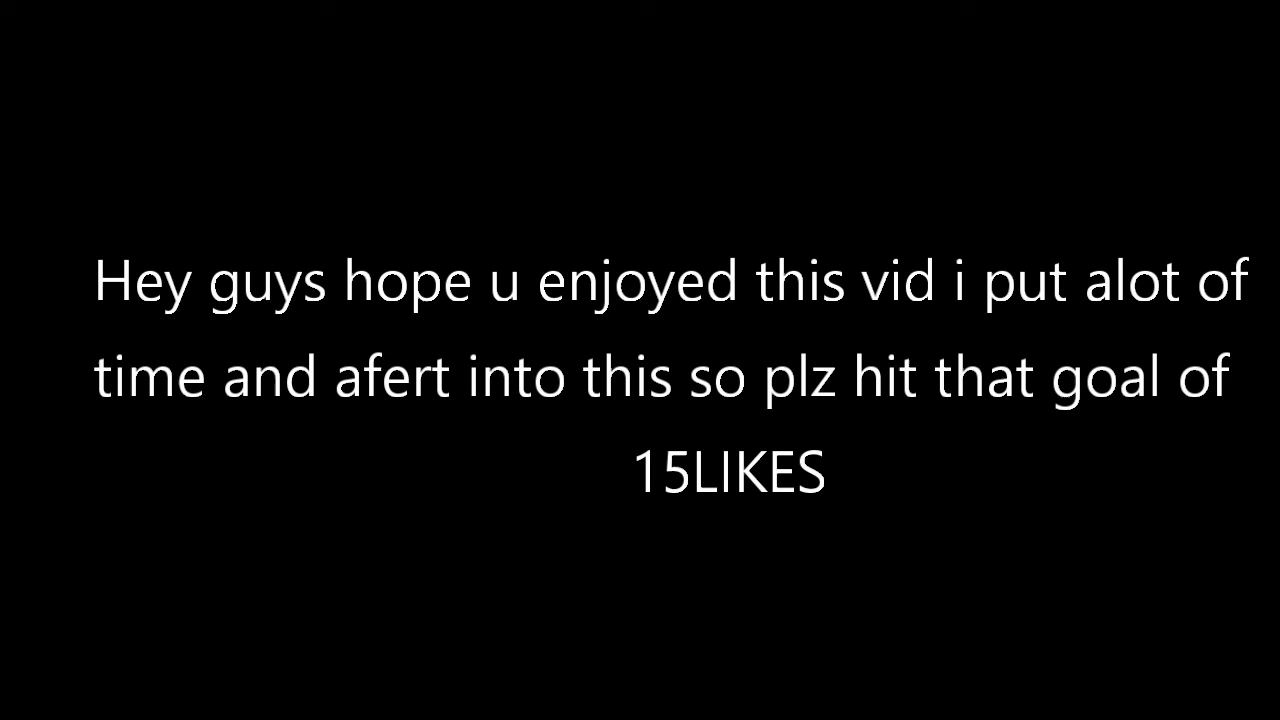 Hey guys hope u enjoyed this vid i put alot of
time and afert into this so plz hit that goal of
15LIKES